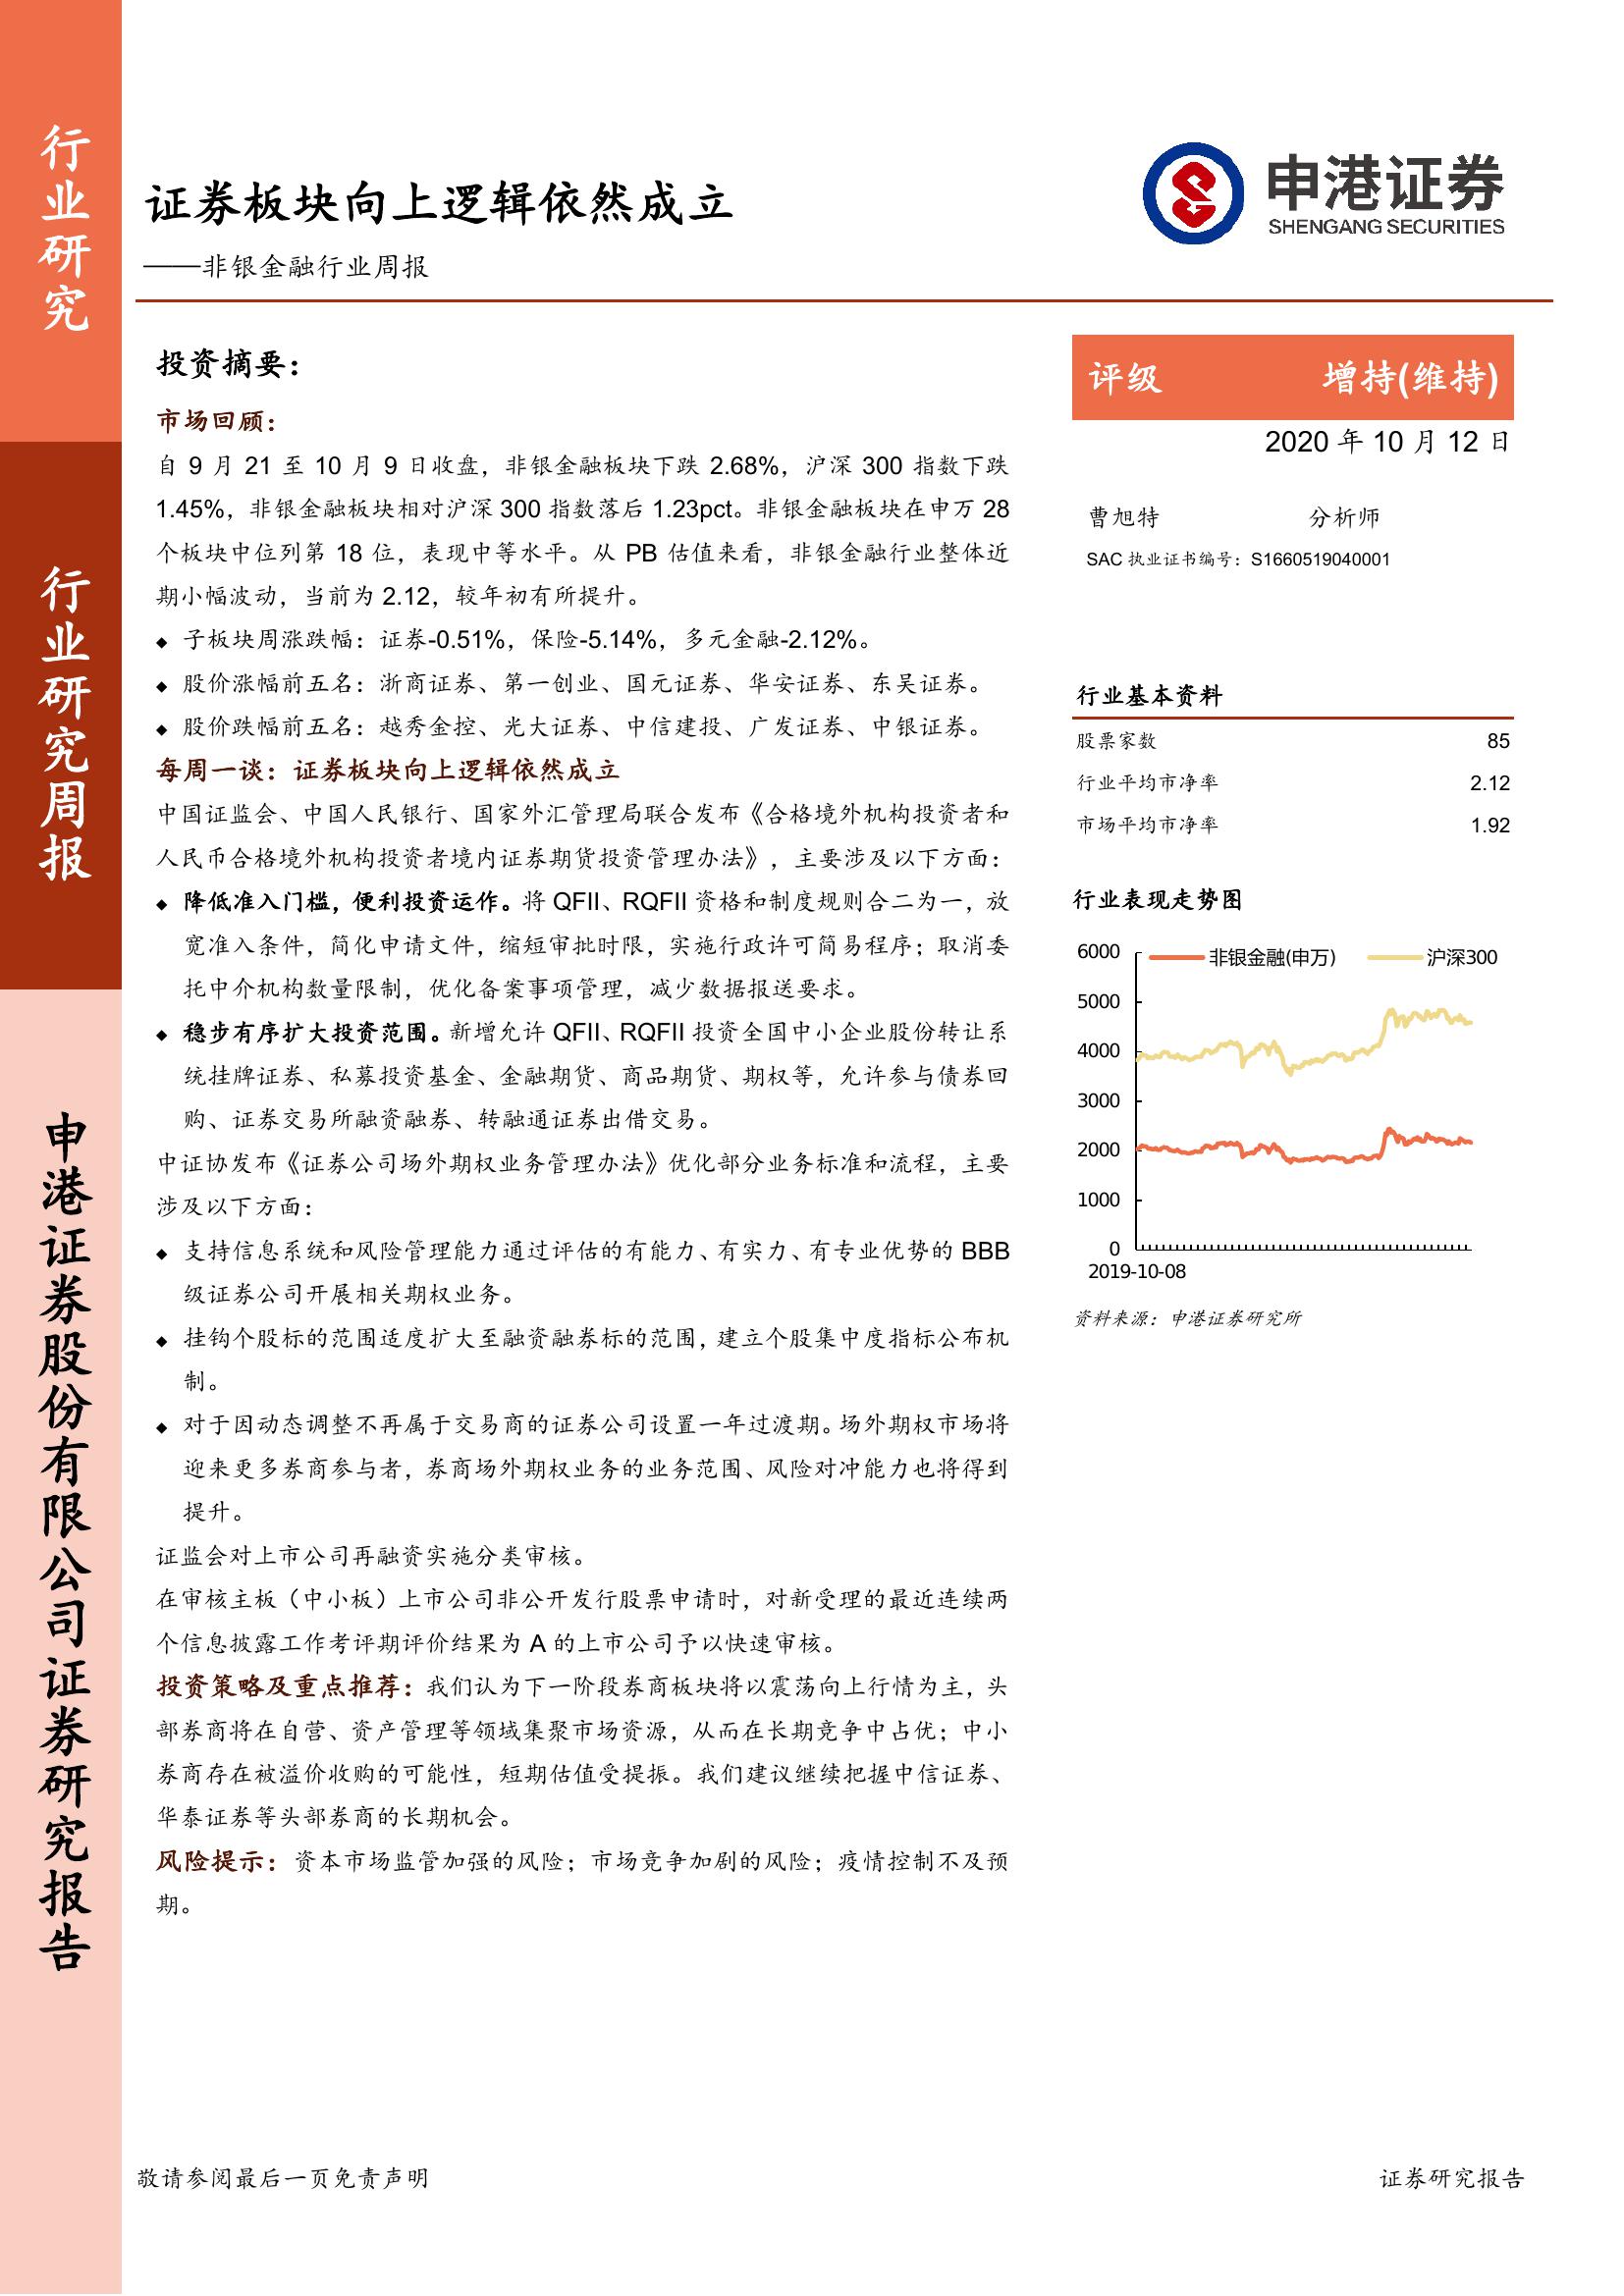 行业研究
行业研究周报
申港证券股份有限公司证券研究报告
证券板块向上逻辑依然成立
——非银金融行业周报
申港证券
SHENGANG SECURITIES
投资摘要：
市场回顾：
自 9 月 21 至 10 月 9 日收盘，非银金融板块下跌 2.68%，沪深 300 指数下跌
1.45%，非银金融板块相对沪深 300 指数落后 1.23pct。非银金融板块在申万 28
个板块中位列第 18 位，表现中等水平。从 PB 估值来看，非银金融行业整体近
期小幅波动，当前为 2.12，较年初有所提升。
◆ 子板块周涨跌幅：证券-0.51%，保险-5.14%，多元金融-2.12%。
◆ 股价涨幅前五名：浙商证券、第一创业、国元证券、华安证券、东吴证券。
◆ 股价跌幅前五名：越秀金控、光大证券、中信建投、广发证券、中银证券。
每周一谈：证券板块向上逻辑依然成立
中国证监会、中国人民银行、国家外汇管理局联合发布《合格境外机构投资者和
人民币合格境外机构投资者境内证券期货投资管理办法》，主要涉及以下方面：
◆ 降低准入门槛，便利投资运作。将 QFII、RQFII 资格和制度规则合二为一，放
宽准入条件，简化申请文件，缩短审批时限，实施行政许可简易程序；取消委
托中介机构数量限制，优化备案事项管理，减少数据报送要求。
◆ 稳步有序扩大投资范围。新增允许 QFII、RQFII 投资全国中小企业股份转让系
统挂牌证券、私募投资基金、金融期货、商品期货、期权等，允许参与债券回
购、证券交易所融资融券、转融通证券出借交易。
中证协发布《证券公司场外期权业务管理办法》优化部分业务标准和流程，主要
涉及以下方面：
◆ 支持信息系统和风险管理能力通过评估的有能力、有实力、有专业优势的 BBB
级证券公司开展相关期权业务。
◆ 挂钩个股标的范围适度扩大至融资融券标的范围，建立个股集中度指标公布机
制。
◆ 对于因动态调整不再属于交易商的证券公司设置一年过渡期。场外期权市场将
迎来更多券商参与者，券商场外期权业务的业务范围、风险对冲能力也将得到
提升。
证监会对上市公司再融资实施分类审核。
在审核主板（中小板）上市公司非公开发行股票申请时，对新受理的最近连续两
个信息披露工作考评期评价结果为 A 的上市公司予以快速审核。
投资策略及重点推荐：我们认为下一阶段券商板块将以震荡向上行情为主，头
部券商将在自营、资产管理等领域集聚市场资源，从而在长期竞争中占优；中小
券商存在被溢价收购的可能性，短期估值受提振。我们建议继续把握中信证券、
华泰证券等头部券商的长期机会。
风险提示：资本市场监管加强的风险；市场竞争加剧的风险；疫情控制不及预
期。
评级 增持(维持)
2020 年 10 月 12 日
曹旭特 分析师
SAC 执业证书编号：S1660519040001
行业基本资料
股票家数 85
行业平均市净率 2.12
市场平均市净率 1.92
行业表现走势图
非银金融(申万) 沪深300
6000
5000
4000
3000
2000
1000
0
2019-10-08
资料来源：申港证券研究所
敬请参阅最后一页免责声明
证券研究报告